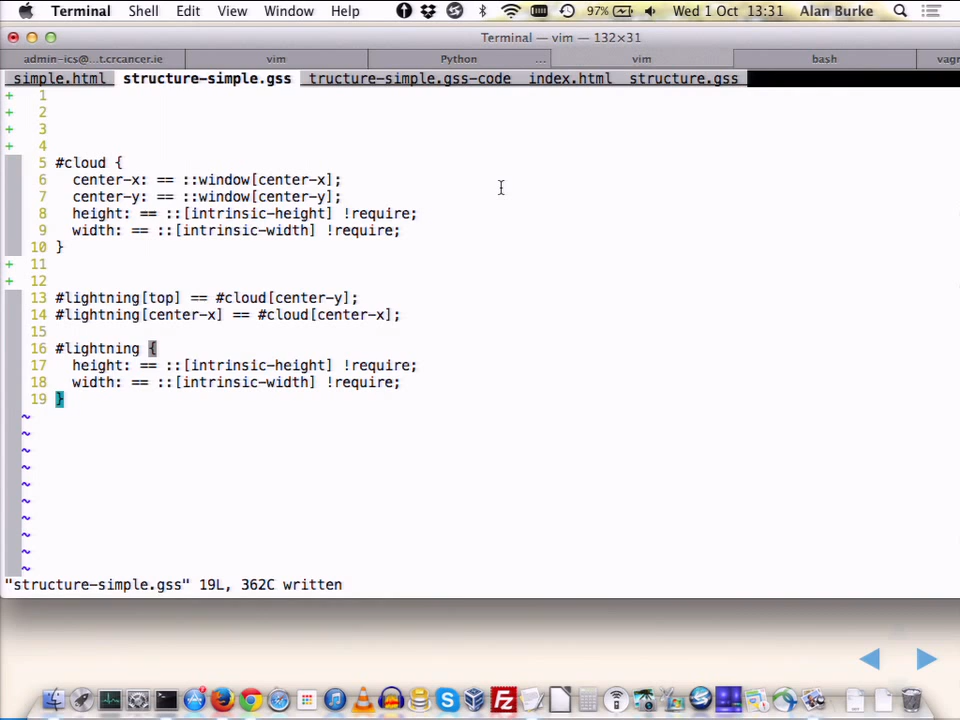 Terminal Shell Edit View Window Help 97% Wed 1 Oct 13:31 Alan Burke
Terminal — vim — 132×31
admin-ics@...t.crcancer.ie vim Python ... vim bash vagr
simple.html structure-simple.gss tructure-simple.gss-code index.html structure.gss
+ 1
+ 2
+ 3
+ 4
5 #cloud {
6 center-x: == ::window[center-x];
7 center-y: == ::window[center-y];
8 height: == ::[intrinsic-height] !require;
9 width: == ::[intrinsic-width] !require;
10 }
+ 11
+ 12
13 #lightning[top] == #cloud[center-y];
14 #lightning[center-x] == #cloud[center-x];
15
16 #lightning {
17 height: == ::[intrinsic-height] !require;
18 width: == ::[intrinsic-width] !require;
19 }
~
~
~
~
~
~
~
~
~
~
"structure-simple.gss" 19L, 362C written